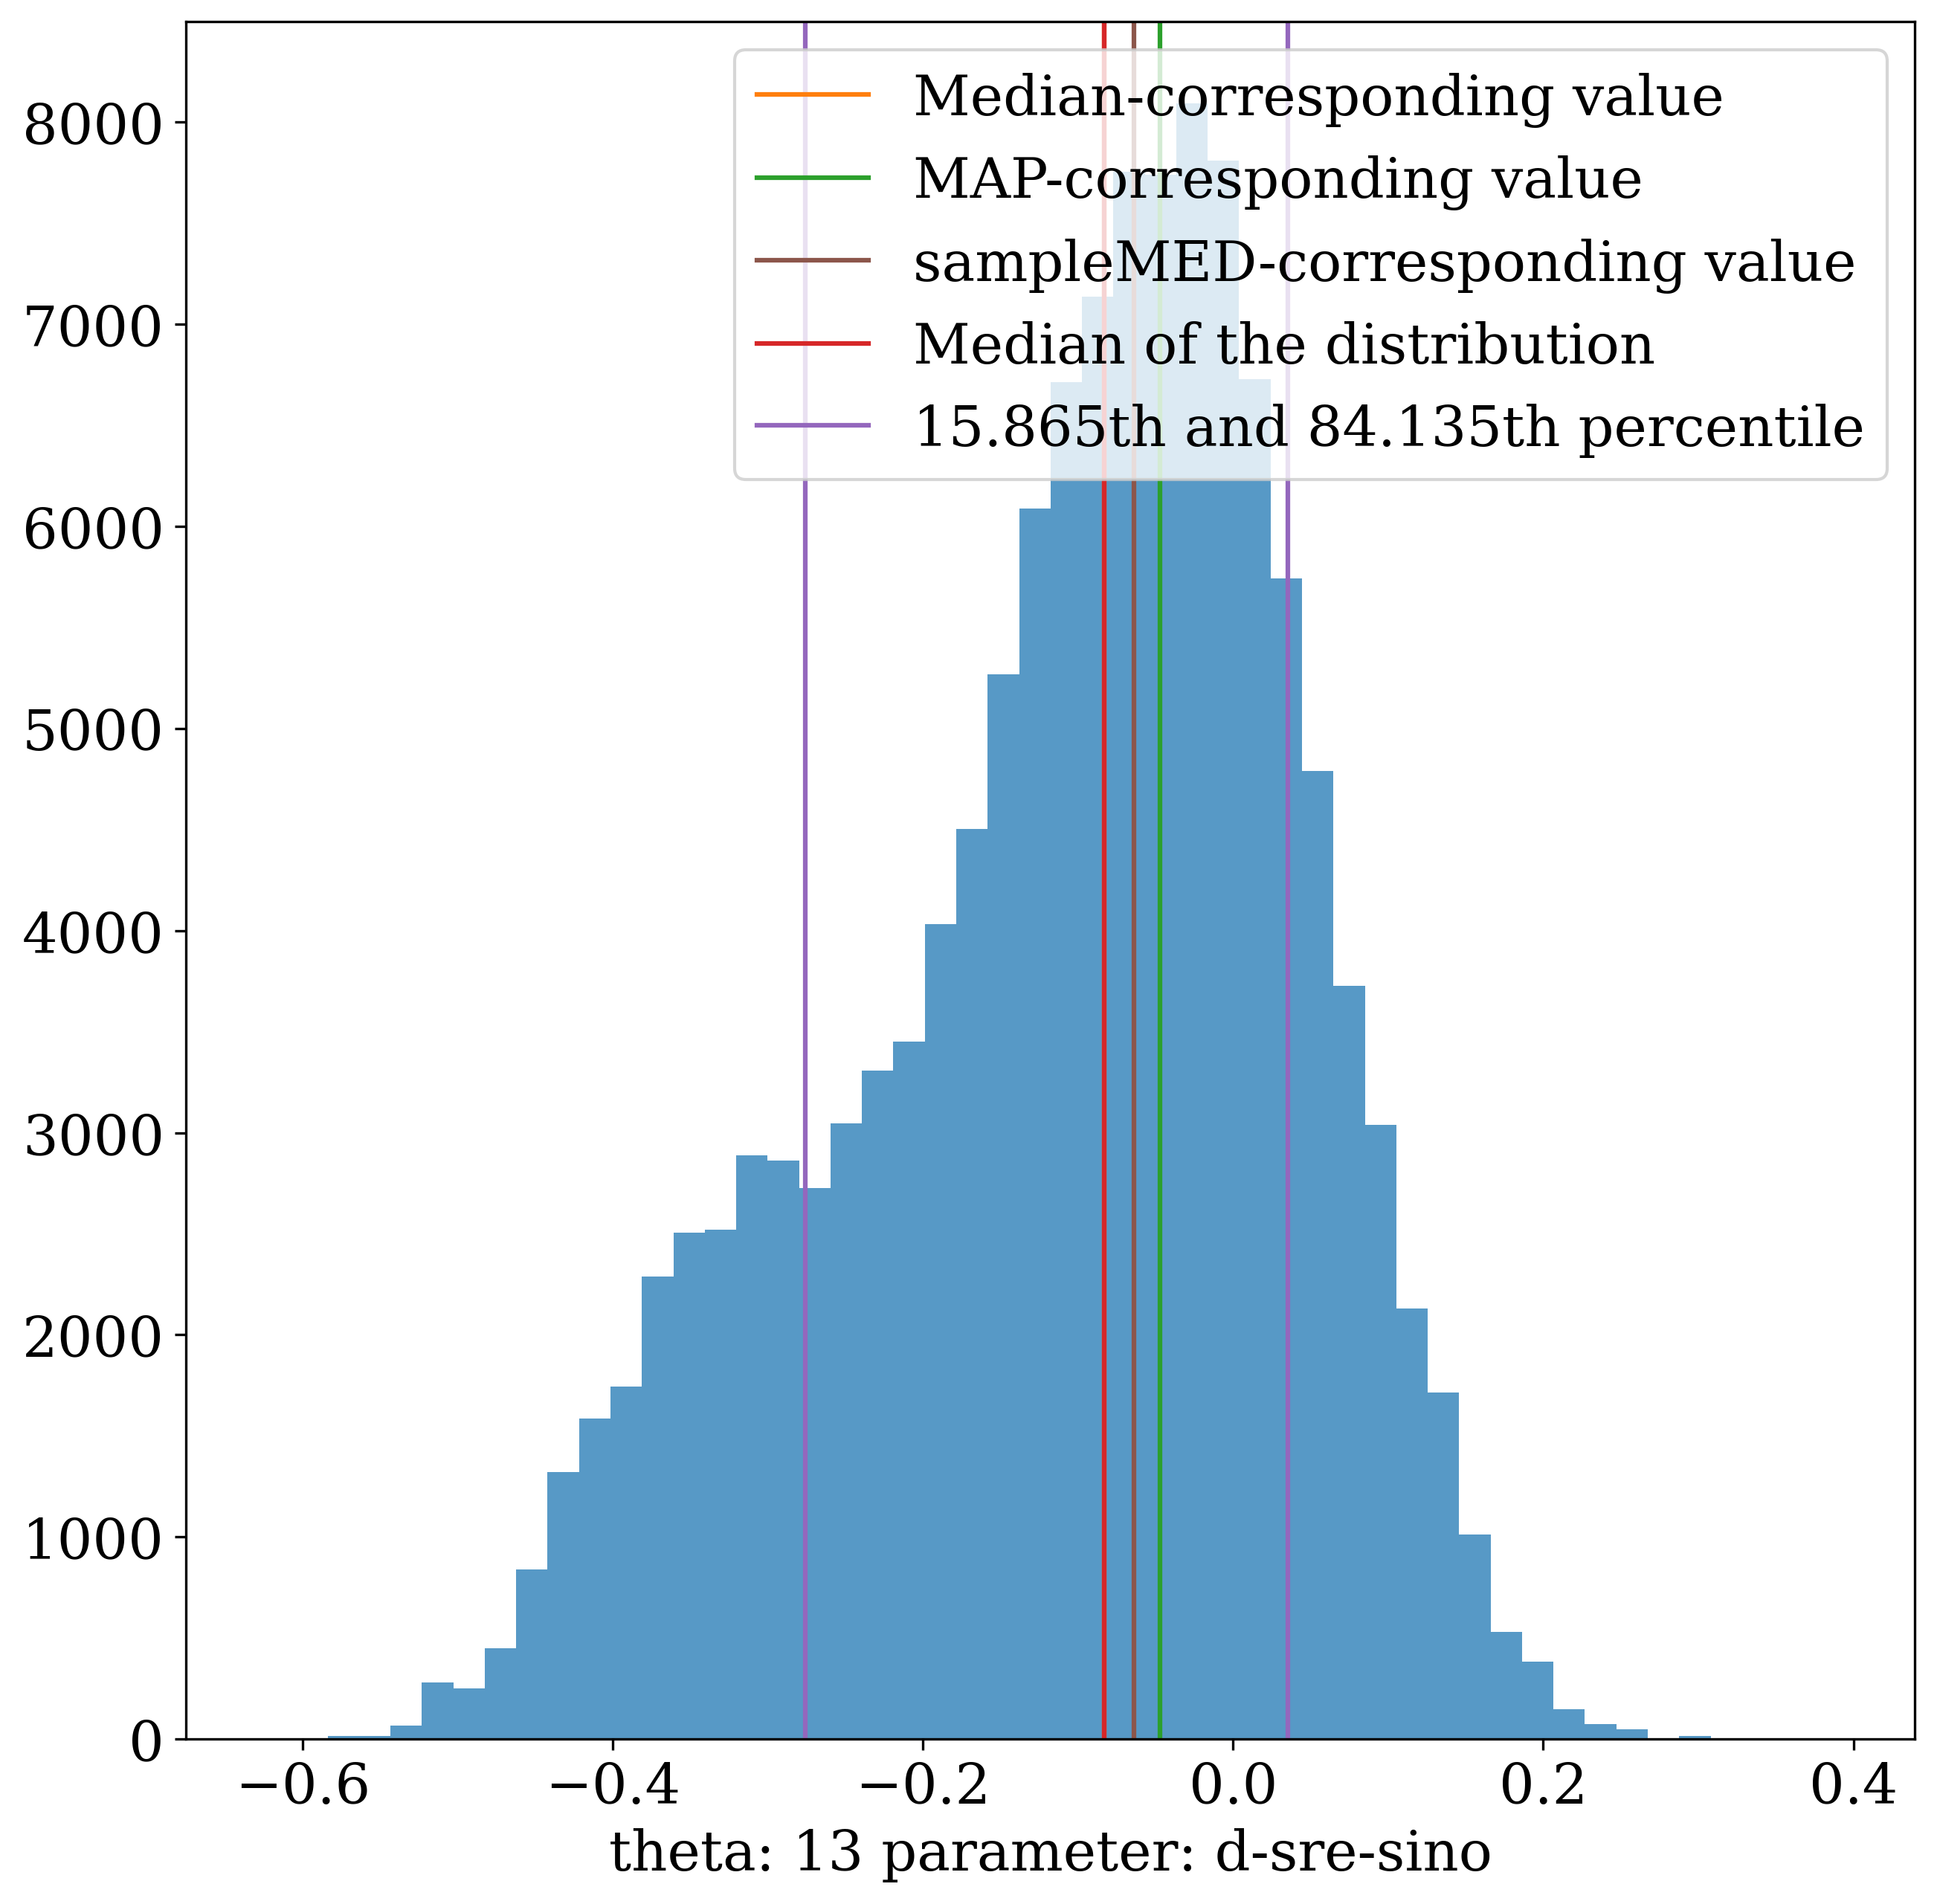 Median-corresponding value
MAP-corresponding value
sampleMED-corresponding value
Median of the distribution
15.865th and 84.135th percentile
8000
7000
6000
5000
4000
3000
2000
1000
0
−0.6 −0.4 −0.2 0.0 0.2 0.4
theta: 13 parameter: d-sre-sino